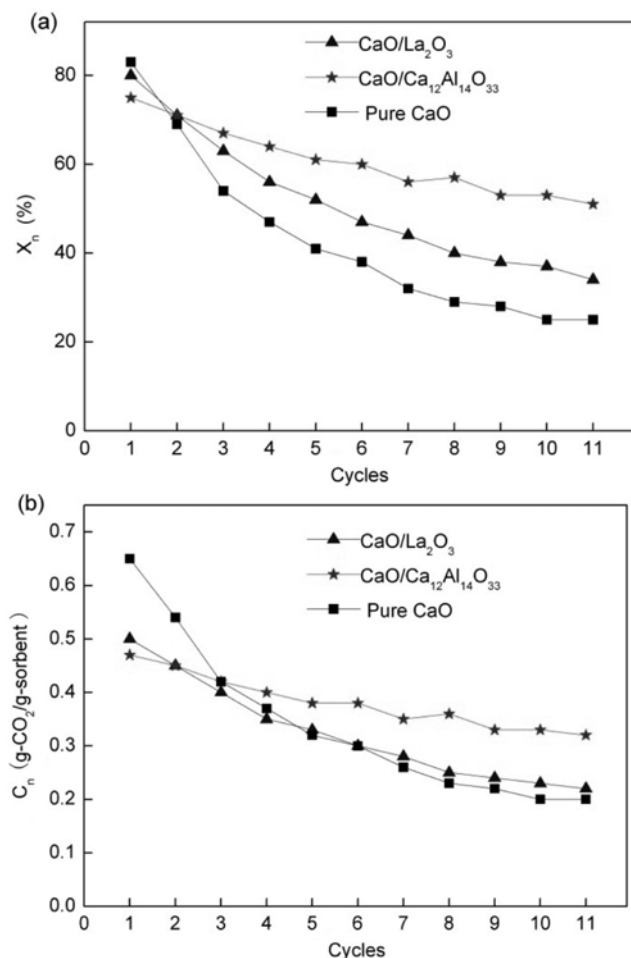 (a)
CaO/La₂O₃
CaO/Ca₁₂Al₁₄O₃₃
Pure CaO
80
60
40
20
0
Xₙ (%)
0 1 2 3 4 5 6 7 8 9 10 11
Cycles
(b)
CaO/La₂O₃
CaO/Ca₁₂Al₁₄O₃₃
Pure CaO
0.7
0.6
0.5
0.4
0.3
0.2
0.1
0.0
Cₙ (g-CO₂/g-sorbent)
0 1 2 3 4 5 6 7 8 9 10 11
Cycles